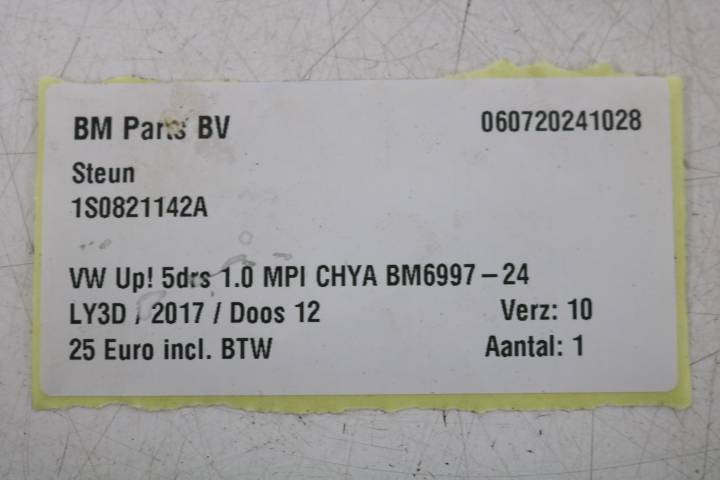 BM Parts BV 060720241028
Steun
1S0821142A
VW Up! 5drs 1.0 MPI CHYA BM6997-24
LY3D / 2017 / Doos 12 Verz: 10
25 Euro incl. BTW Aantal: 1